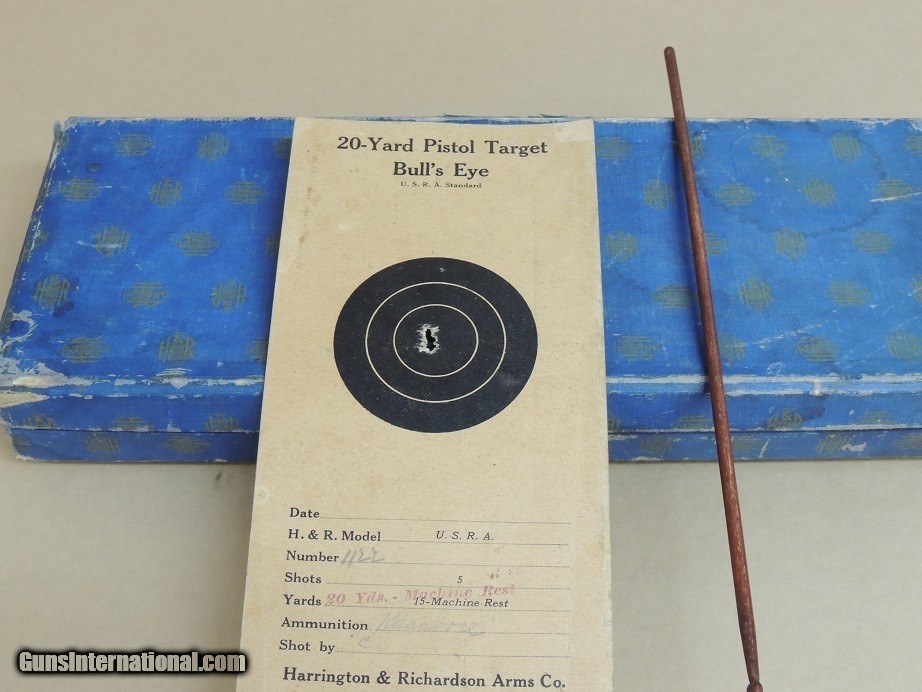 20-Yard Pistol Target
Bull's Eye
U. S. R. A. Standard
Date
H. & R. Model U. S. R. A.
Number 1122
Shots 5
Yards 20 Yds. - Machine Rest 15-Machine Rest
Ammunition
Shot by C
Harrington & Richardson Arms Co.
GunsInternational.com